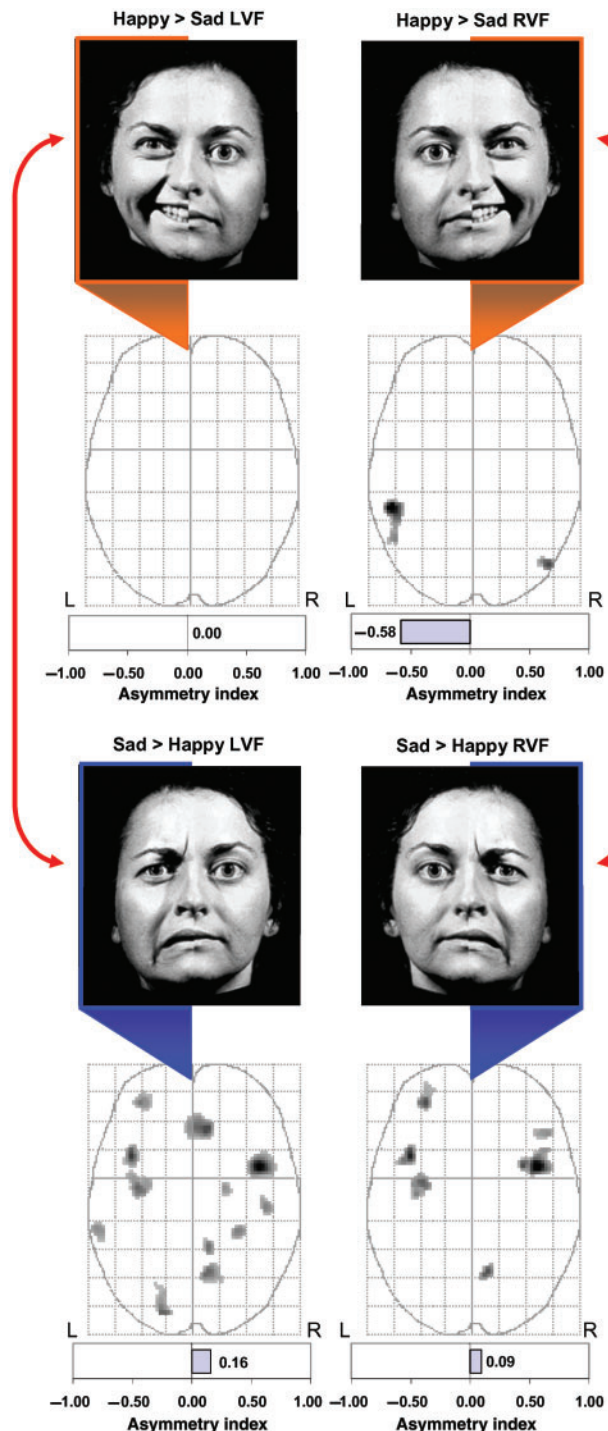 Happy > Sad LVF
Happy > Sad RVF
L
R
L
R
0.00
–0.58
–1.00 –0.50 0.00 0.50 1.00
–1.00 –0.50 0.00 0.50 1.00
Asymmetry index
Asymmetry index
Sad > Happy LVF
Sad > Happy RVF
L
R
L
R
0.16
0.09
–1.00 –0.50 0.00 0.50 1.00
–1.00 –0.50 0.00 0.50 1.00
Asymmetry index
Asymmetry index